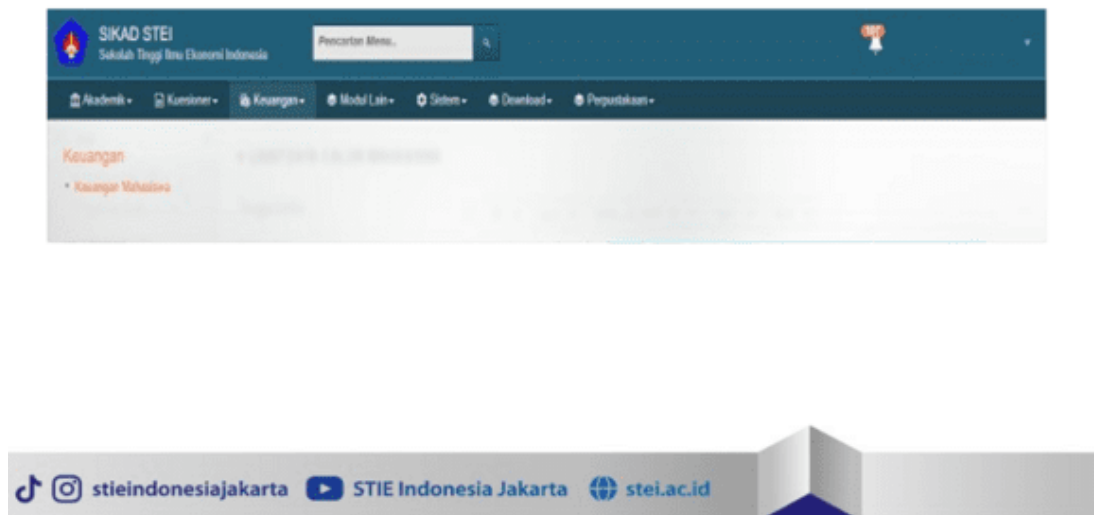 SIKAD STEI
Sekolah Tinggi Ilmu Ekonomi Indonesia
Pencarian Menu..
Akademik
Kuesioner
Keuangan
Modul Lain
Sistem
Download
Perpustakaan
Keuangan
Keuangan Mahasiswa
stieindonesiajakarta
STIE Indonesia Jakarta
stei.ac.id